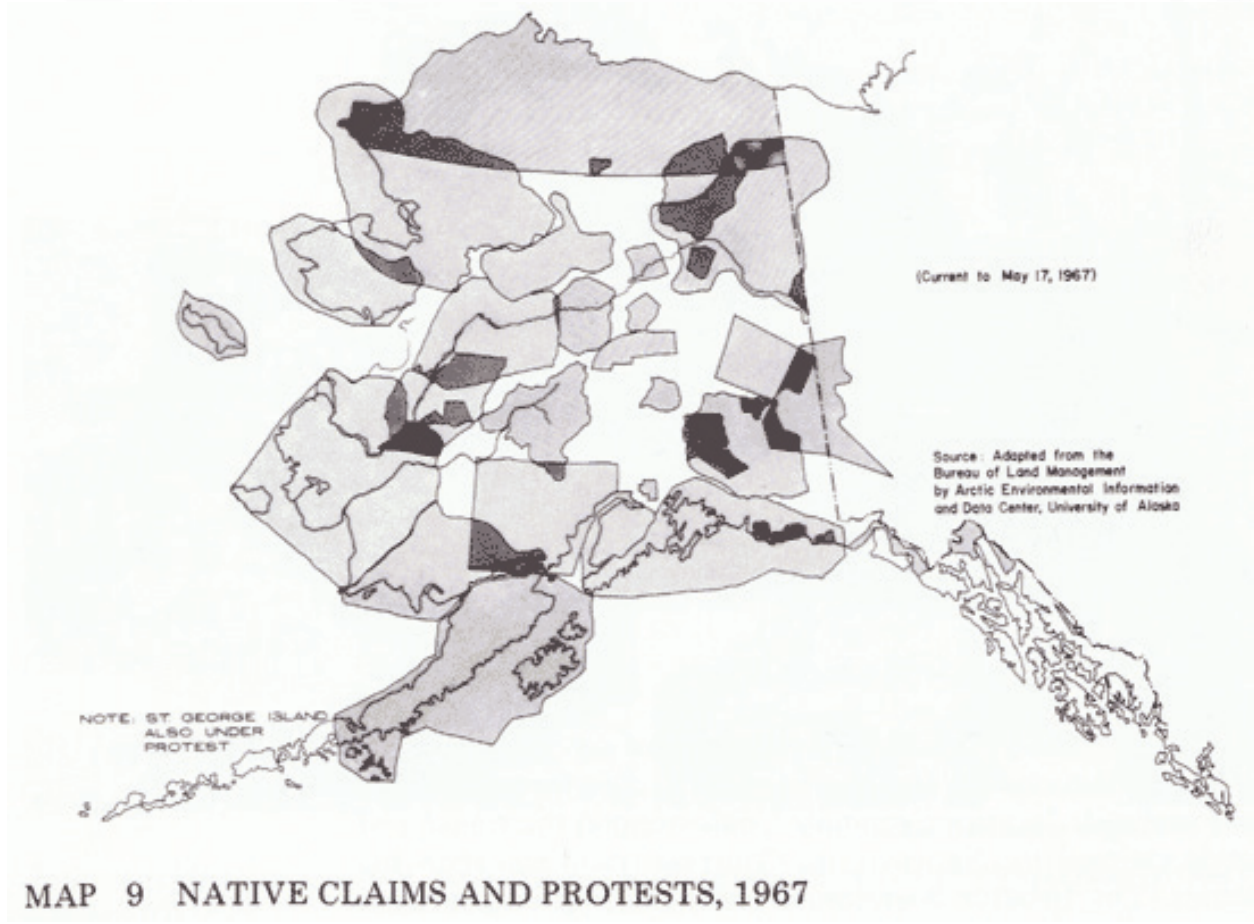 (Current to May 17, 1967)
Source: Adapted from the
Bureau of Land Management
by Arctic Environmental Information
and Data Center, University of Alaska
NOTE: ST. GEORGE ISLAND
ALSO UNDER
PROTEST
MAP 9 NATIVE CLAIMS AND PROTESTS, 1967